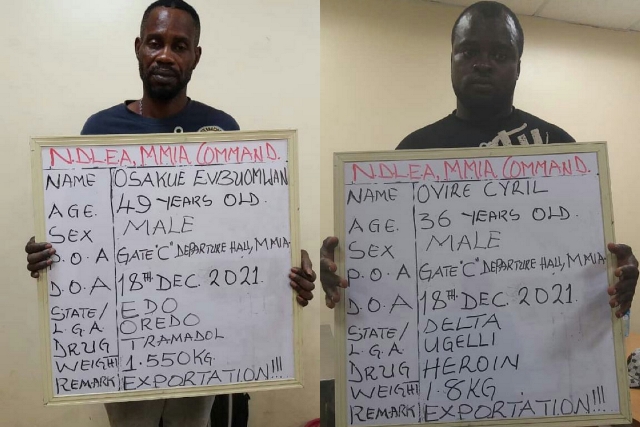 NDLEA, MMIA COMMAND.
NAME OSAKUE EVBUOMWAN
AGE. 49 YEARS OLD.
SEX MALE
P.O.A GATE "C" DEPARTURE HALL, MMIA
D.O.A 18TH DEC. 2021
STATE/ EDO
L.G.A. OREDO
DRUG TRAMADOL
WEIGHT 1.550KG.
REMARK EXPORTATION!!!
NDLEA, MMIA COMMAND.
NAME OVIRE CYRIL
AGE. 36 YEARS OLD.
SEX MALE
P.O.A GATE "C" DEPARTURE HALL, MMIA
D.O.A 18TH DEC. 2021.
STATE/ DELTA
L.G.A UGELLI
DRUG HEROIN
WEIGHT 1.8KG.
REMARK EXPORTATION!!!